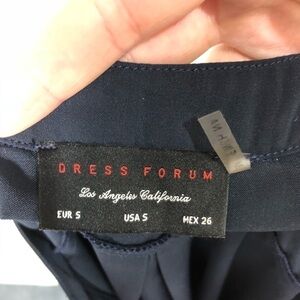 DRESS FORUM
Los Angeles California
EUR S USA S MEX 26